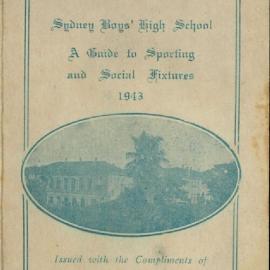 Sydney Boys' High School
A Guide to Sporting
and Social Fixtures
1943
Issued with the Compliments of